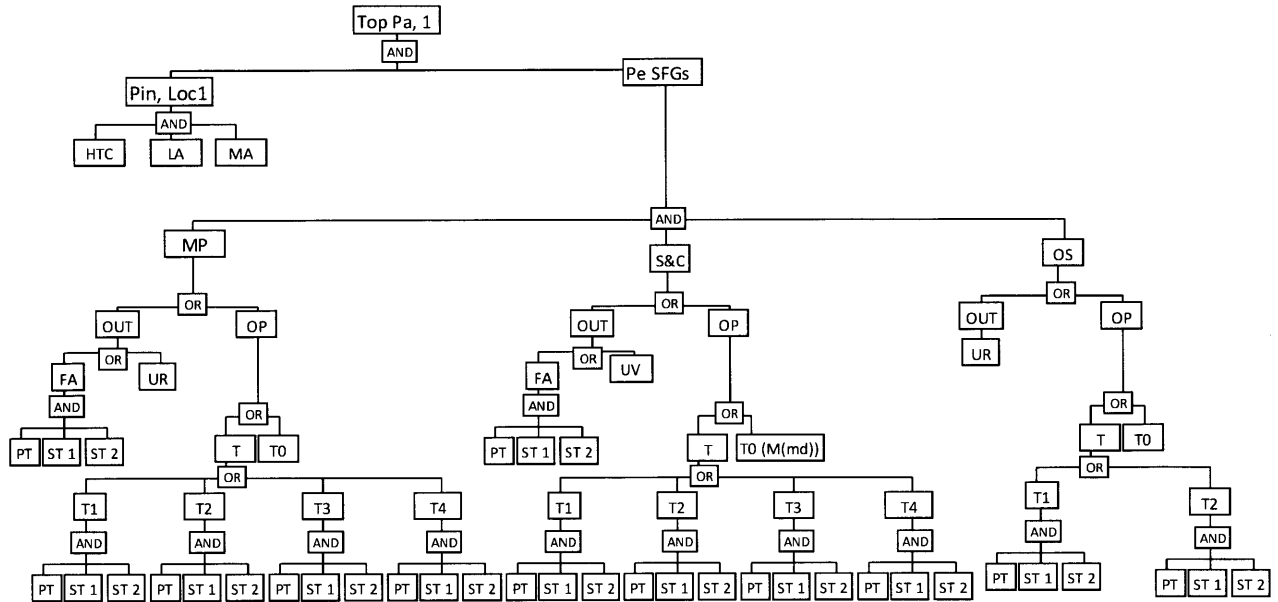 Top Pa, 1
AND
Pe SFGs
Pin, Loc1
AND
HTC LA MA
AND
MP S&C OS
OR OR OR
OUT OP OUT OP OUT OP
OR OR
FA UR FA UV UR
AND AND
OR OR OR
PT ST 1 ST 2 T T0 PT ST 1 ST 2 T T0 (M(md)) T T0
OR OR OR
T1 T2 T3 T4 T1 T2 T3 T4 T1 T2
AND AND AND AND AND AND AND AND AND AND
PT ST 1 ST 2 PT ST 1 ST 2 PT ST 1 ST 2 PT ST 1 ST 2 PT ST 1 ST 2 PT ST 1 ST 2 PT ST 1 ST 2 PT ST 1 ST 2 PT ST 1 ST 2 PT ST 1 ST 2